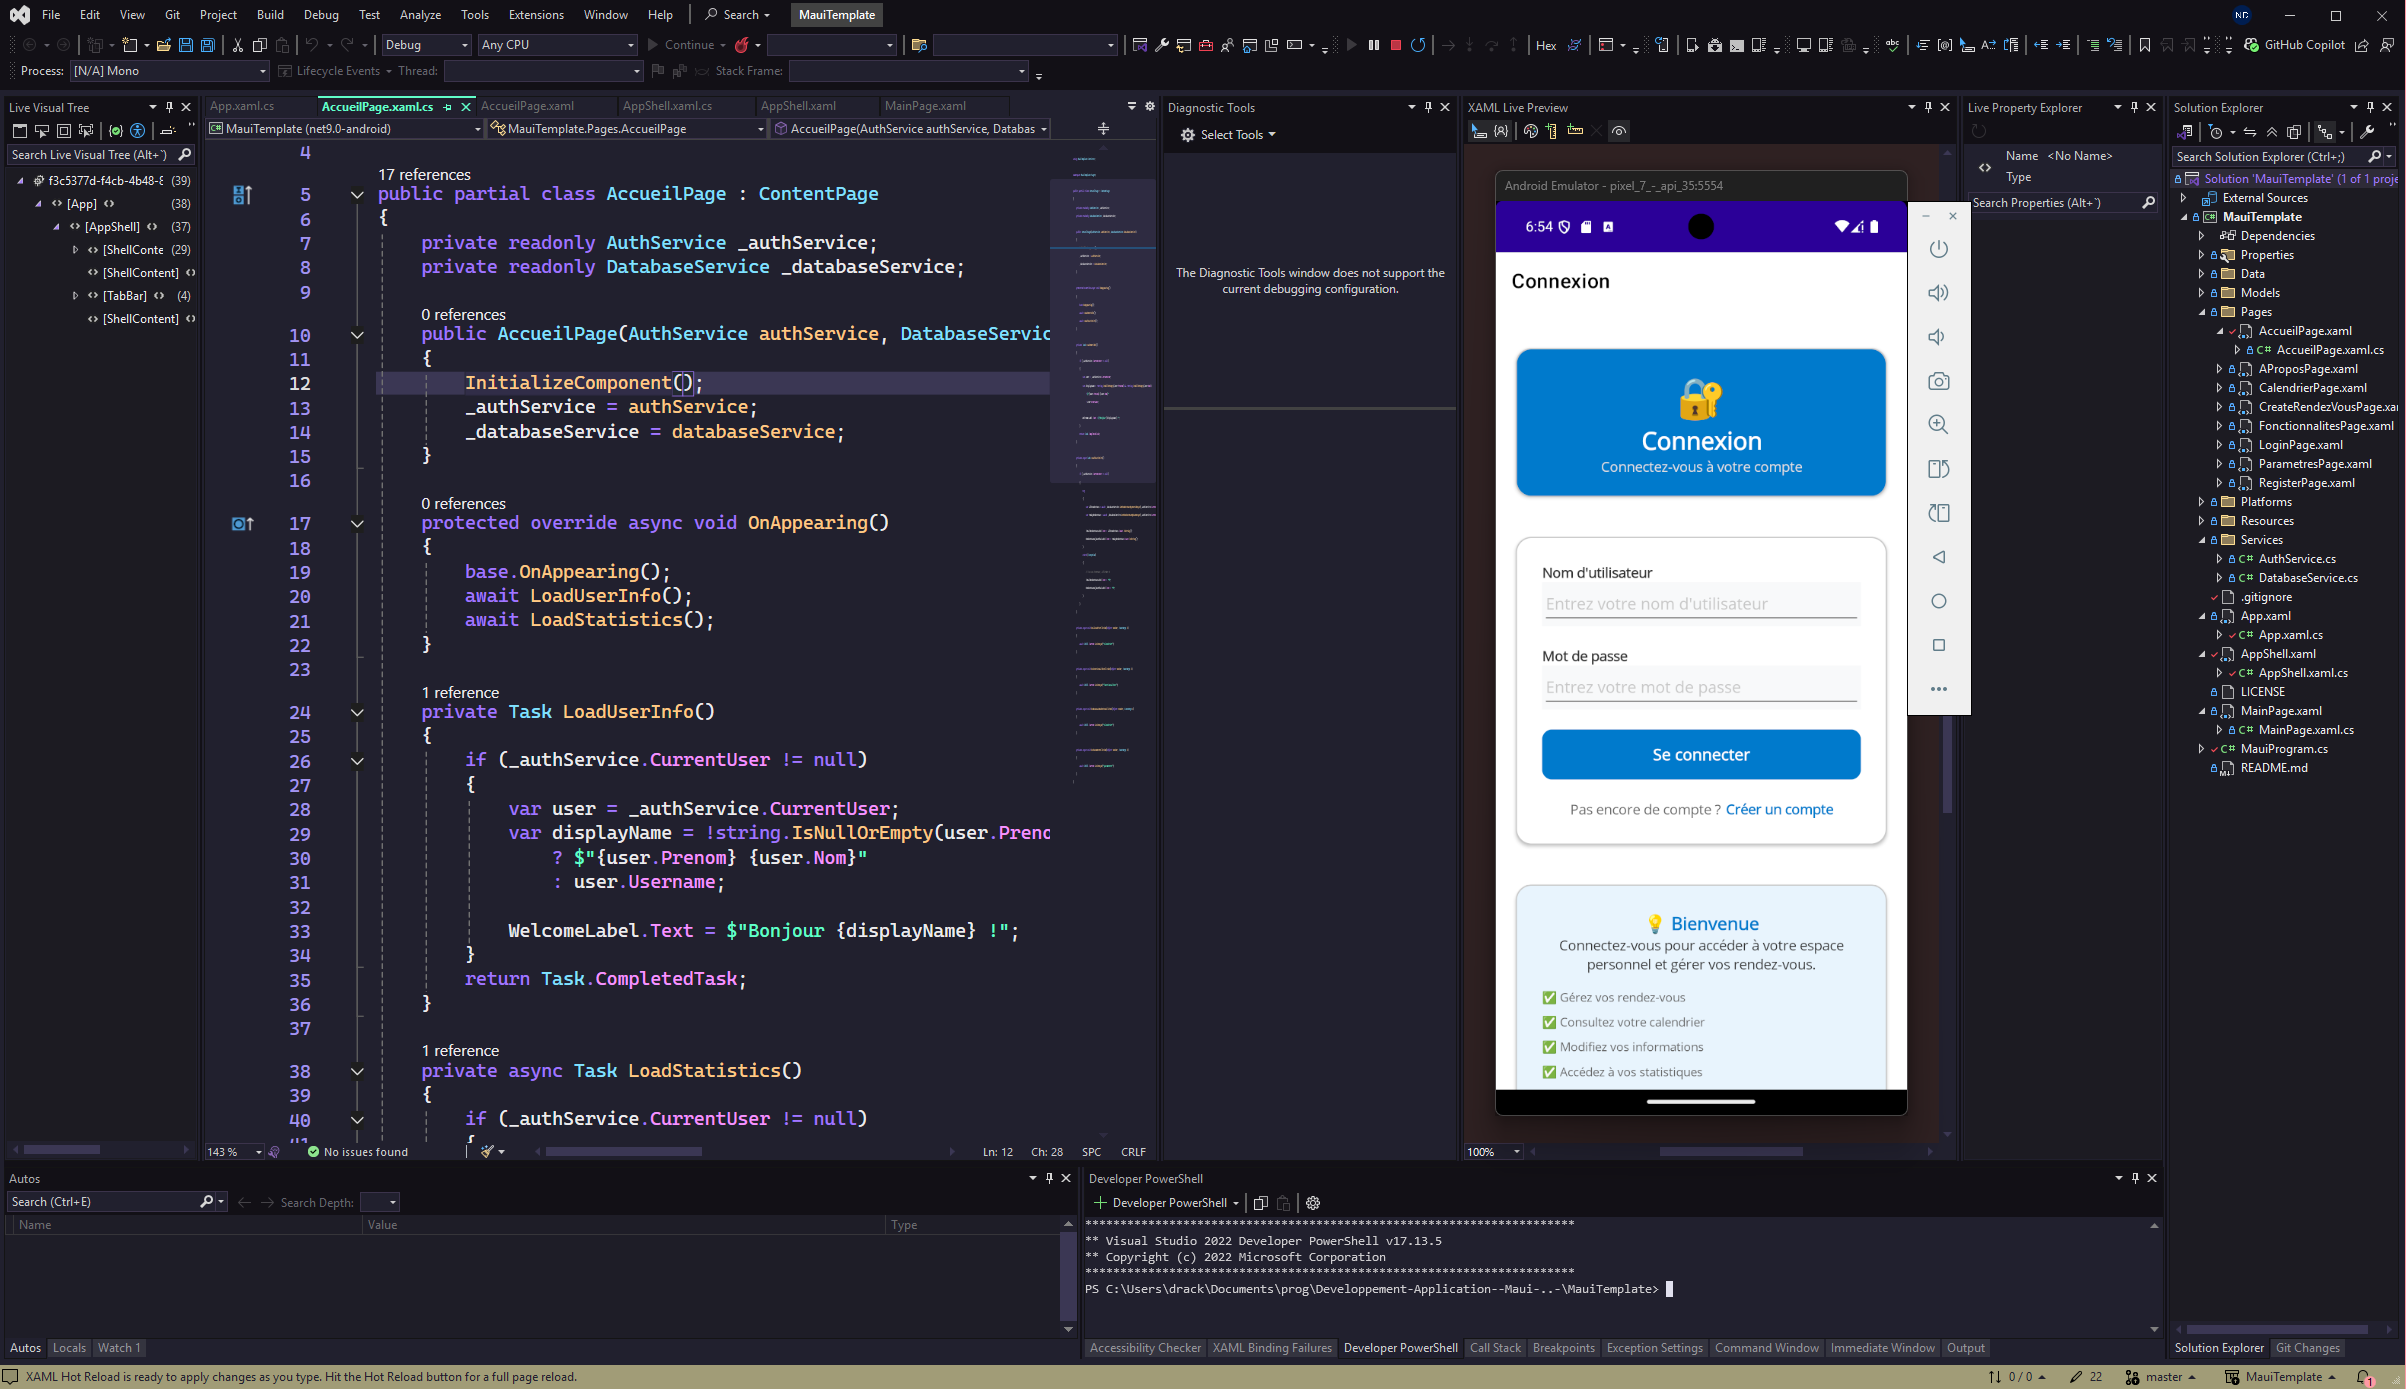 File Edit View Git Project Build Debug Test Analyze Tools Extensions Window Help Search MauiTemplate ND
Debug Any CPU Continue Hex GitHub Copilot
Process: [N/A] Mono Lifecycle Events Thread: Stack Frame:
Live Visual Tree
Search Live Visual Tree (Alt+`)
f3c5377d-f4cb-4b48-8 (39)
[App] (38)
[AppShell] (37)
[ShellConte (29)
[ShellContent]
[TabBar] (4)
[ShellContent]
App.xaml.cs AccueilPage.xaml.cs AccueilPage.xaml AppShell.xaml.cs AppShell.xaml MainPage.xaml
MauiTemplate (net9.0-android) MauiTemplate.Pages.AccueilPage AccueilPage(AuthService authService, Databas
4
17 references
5 public partial class AccueilPage : ContentPage
6 {
7 private readonly AuthService _authService;
8 private readonly DatabaseService _databaseService;
9
0 references
10 public AccueilPage(AuthService authService, DatabaseServic
11 {
12 InitializeComponent();
13 _authService = authService;
14 _databaseService = databaseService;
15 }
16
0 references
17 protected override async void OnAppearing()
18 {
19 base.OnAppearing();
20 await LoadUserInfo();
21 await LoadStatistics();
22 }
23
1 reference
24 private Task LoadUserInfo()
25 {
26 if (_authService.CurrentUser != null)
27 {
28 var user = _authService.CurrentUser;
29 var displayName = !string.IsNullOrEmpty(user.Preno
30 ? $"{user.Prenom} {user.Nom}"
31 : user.Username;
32
33 WelcomeLabel.Text = $"Bonjour {displayName} !";
34 }
35 return Task.CompletedTask;
36 }
37
1 reference
38 private async Task LoadStatistics()
39 {
40 if (_authService.CurrentUser != null)
41 {
143 % No issues found Ln: 12 Ch: 28 SPC CRLF
Diagnostic Tools
Select Tools
The Diagnostic Tools window does not support the
current debugging configuration.
XAML Live Preview
Android Emulator - pixel_7_-_api_35:5554
6:54
Connexion
Connexion
Connectez-vous à votre compte
Nom d'utilisateur
Entrez votre nom d'utilisateur
Mot de passe
Entrez votre mot de passe
Se connecter
Pas encore de compte ? Créer un compte
Bienvenue
Connectez-vous pour accéder à votre espace
personnel et gérer vos rendez-vous.
Gérez vos rendez-vous
Consultez votre calendrier
Modifiez vos informations
Accédez à vos statistiques
100%
Live Property Explorer
Name <No Name>
Type
Search Properties (Alt+`)
Solution Explorer
Search Solution Explorer (Ctrl+;)
Solution 'MauiTemplate' (1 of 1 proje
External Sources
MauiTemplate
Dependencies
Properties
Data
Models
Pages
AccueilPage.xaml
C# AccueilPage.xaml.cs
AProposPage.xaml
CalendrierPage.xaml
CreateRendezVousPage.xa
FonctionnalitesPage.xaml
LoginPage.xaml
ParametresPage.xaml
RegisterPage.xaml
Platforms
Resources
Services
C# AuthService.cs
C# DatabaseService.cs
.gitignore
App.xaml
C# App.xaml.cs
AppShell.xaml
C# AppShell.xaml.cs
LICENSE
MainPage.xaml
C# MainPage.xaml.cs
C# MauiProgram.cs
README.md
Solution Explorer Git Changes
Autos
Search (Ctrl+E) Search Depth:
Name Value Type
Autos Locals Watch 1
Developer PowerShell
Developer PowerShell
**********************************************************************
** Visual Studio 2022 Developer PowerShell v17.13.5
** Copyright (c) 2022 Microsoft Corporation
**********************************************************************
PS C:\Users\drack\Documents\prog\Developpement-Application--Maui-..-\MauiTemplate>
Accessibility Checker XAML Binding Failures Developer PowerShell Call Stack Breakpoints Exception Settings Command Window Immediate Window Output
XAML Hot Reload is ready to apply changes as you type. Hit the Hot Reload button for a full page reload. 0 / 0 22 master MauiTemplate 1